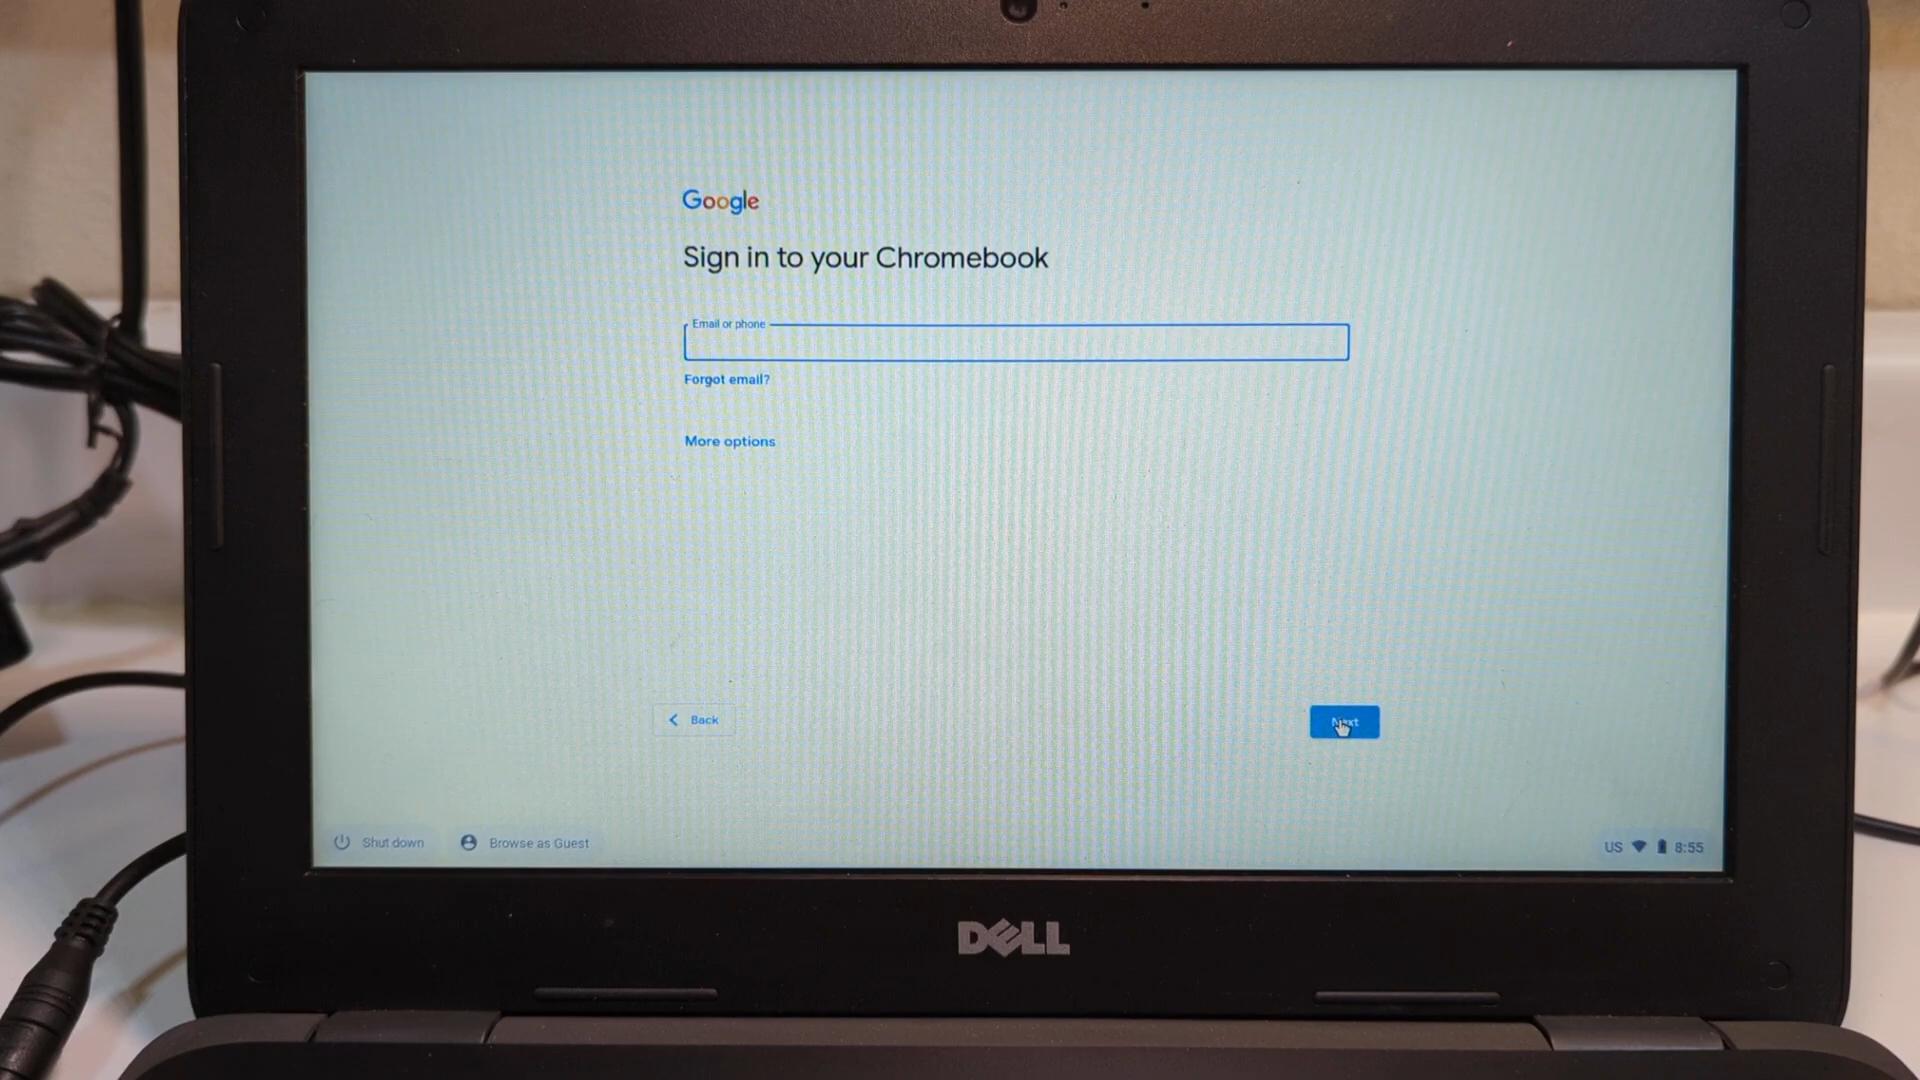 Google
Sign in to your Chromebook
Email or phone
Forgot email?
More options
Back
Next
Shut down
Browse as Guest
US 8:55
DELL